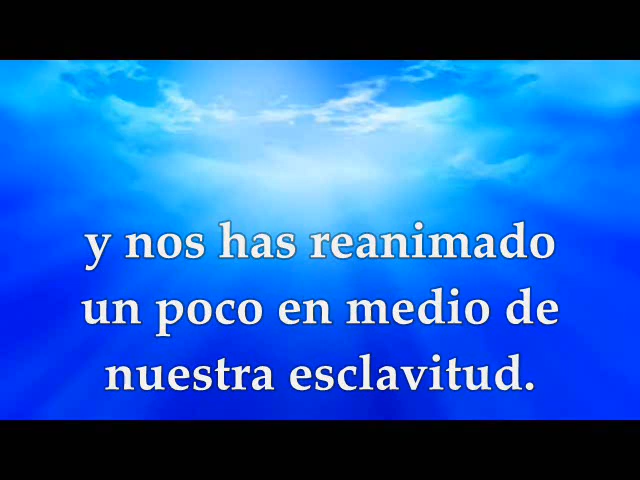 y nos has reanimado
un poco en medio de
nuestra esclavitud.